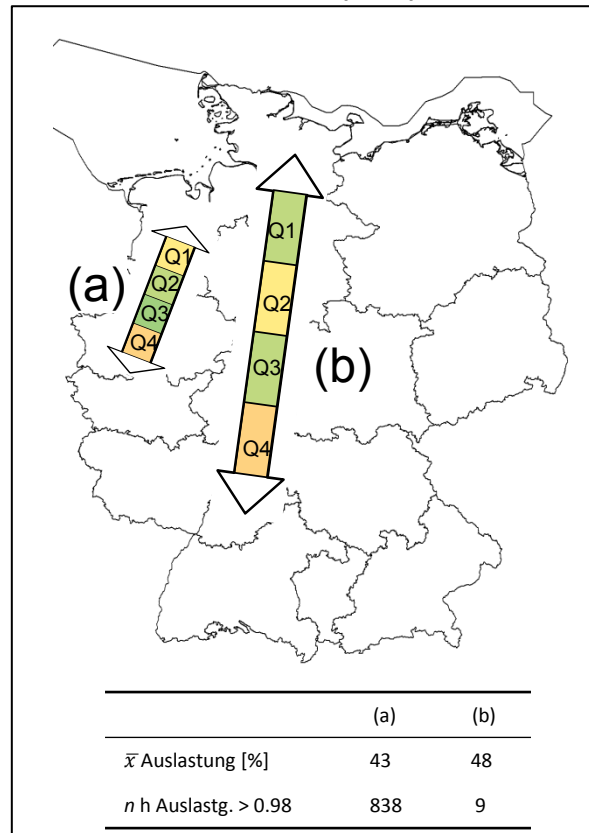 Q1
Q1
Q2
(a)
Q2
Q3
Q3
(b)
Q4
Q4
(a) (b)
x̅ Auslastung [%] 43 48
n h Auslastg. > 0.98 838 9